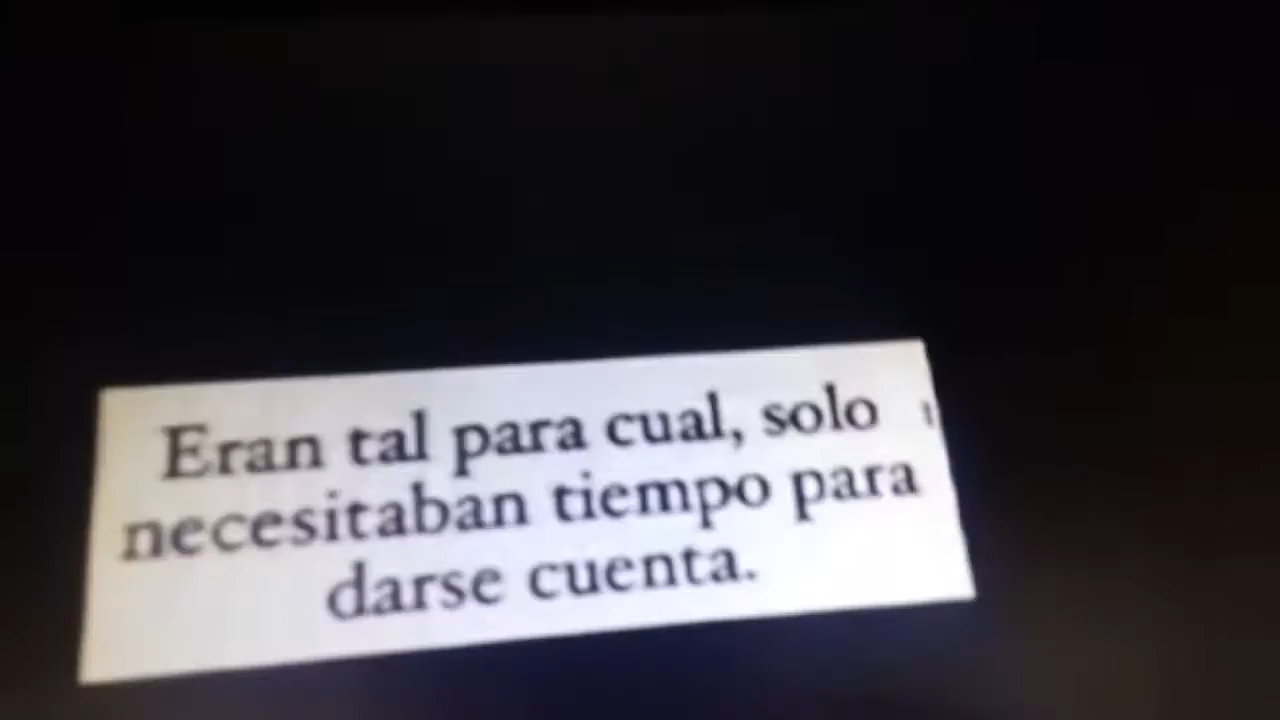 Eran tal para cual, solo
necesitaban tiempo para
darse cuenta.